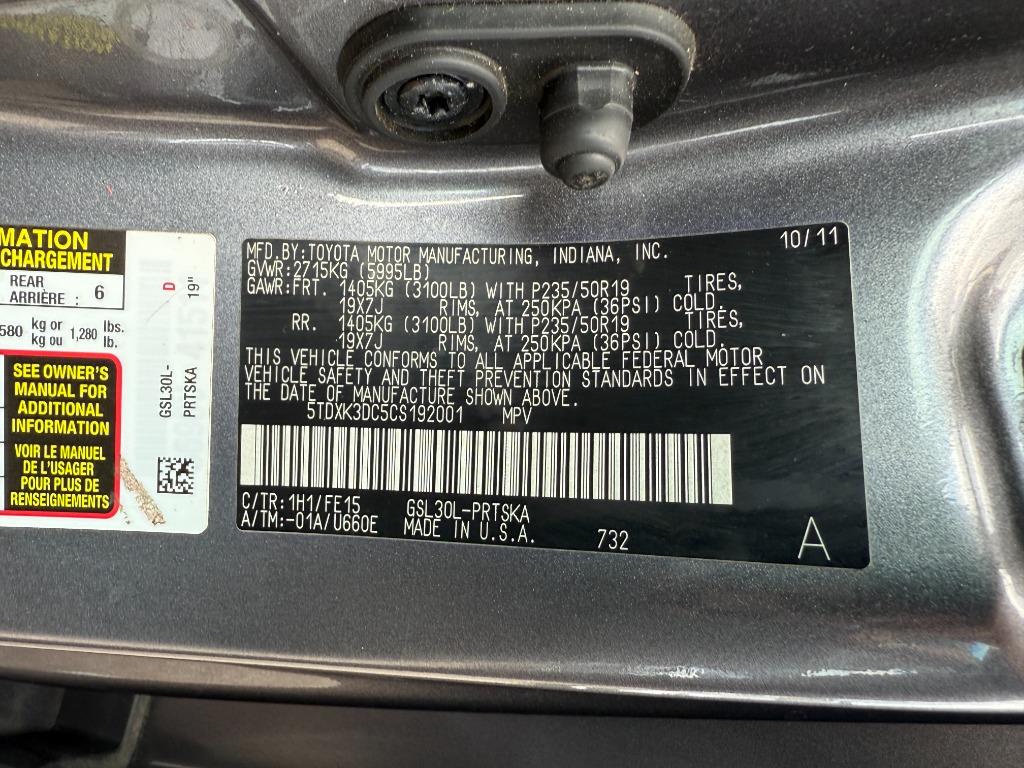 MATION
CHARGEMENT
REAR
ARRIÈRE : 6
580 kg or 1,280 lbs.
kg ou lb.
SEE OWNER'S
MANUAL FOR
ADDITIONAL
INFORMATION
VOIR LE MANUEL
DE L'USAGER
POUR PLUS DE
RENSEIGNEMENTS
D 19"
GSL30L-
PRTSKA
MFD.BY:TOYOTA MOTOR MANUFACTURING, INDIANA, INC. 10/11
GVWR:2715KG (5995LB)
GAWR:FRT. 1405KG (3100LB) WITH P235/50R19 TIRES,
19X7J RIMS, AT 250KPA (36PSI) COLD.
RR. 1405KG (3100LB) WITH P235/50R19 TIRES,
19X7J RIMS, AT 250KPA (36PSI) COLD.
THIS VEHICLE CONFORMS TO ALL APPLICABLE FEDERAL MOTOR
VEHICLE SAFETY AND THEFT PREVENTION STANDARDS IN EFFECT ON
THE DATE OF MANUFACTURE SHOWN ABOVE.
5TDXK3DC5CS192001 MPV
C/TR:1H1/FE15 GSL30L-PRTSKA
A/TM:-01A/U660E MADE IN U.S.A. 732 A